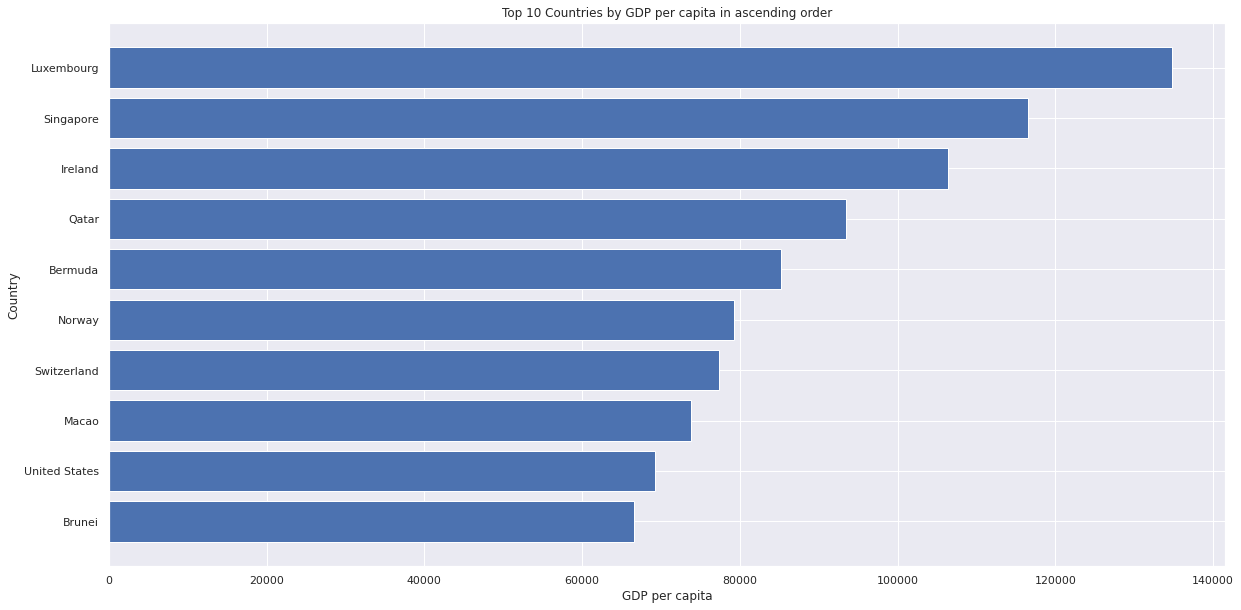 Top 10 Countries by GDP per capita in ascending order
Country
Luxembourg
Singapore
Ireland
Qatar
Bermuda
Norway
Switzerland
Macao
United States
Brunei
0 20000 40000 60000 80000 100000 120000 140000
GDP per capita